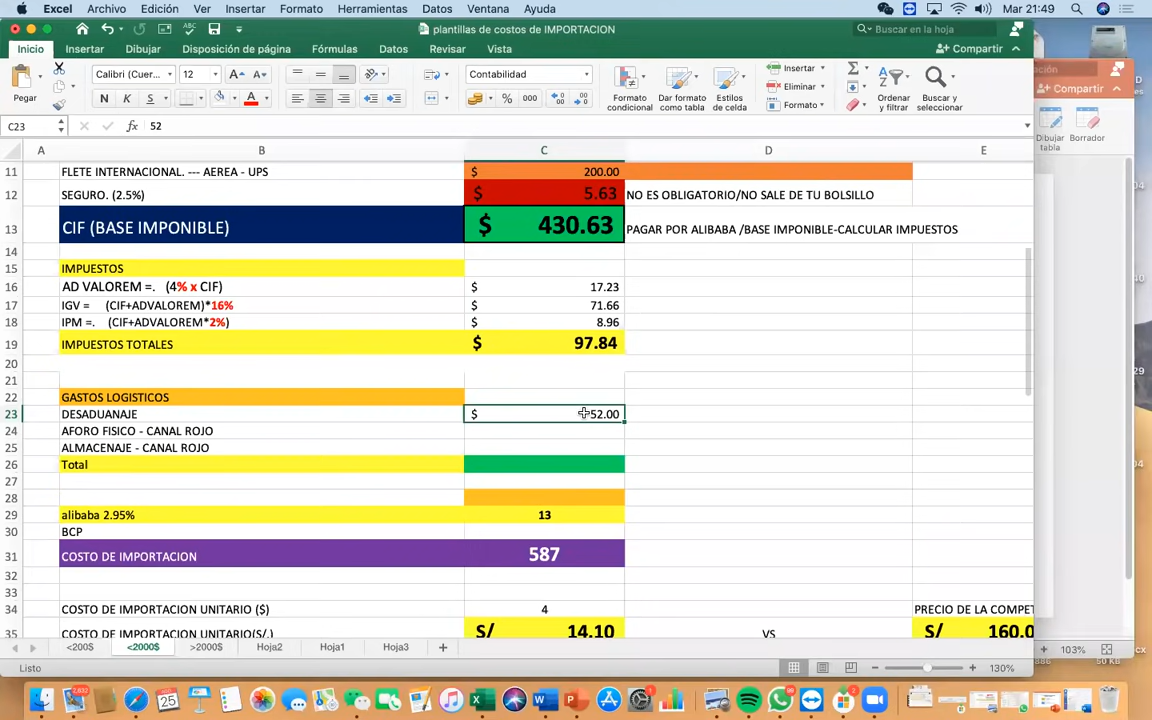 Excel Archivo Edición Ver Insertar Formato Herramientas Datos Ventana Ayuda Mar 21:49
plantillas de costos de IMPORTACION Buscar en la hoja
Inicio Insertar Dibujar Disposición de página Fórmulas Datos Revisar Vista Compartir
Calibri (Cuer... 12 Contabilidad
Pegar N K S A Formato condicional Dar formato como tabla Estilos de celda Insertar Eliminar Formato Ordenar y filtrar Buscar y seleccionar
Compartir
Dibujar tabla Borrador
C23 fx 52
A B C D E
11 FLETE INTERNACIONAL. --- AEREA - UPS $ 200.00
12 SEGURO. (2.5%) $ 5.63 NO ES OBLIGATORIO/NO SALE DE TU BOLSILLO
13 CIF (BASE IMPONIBLE) $ 430.63 PAGAR POR ALIBABA /BASE IMPONIBLE-CALCULAR IMPUESTOS
14
15 IMPUESTOS
16 AD VALOREM =. (4% x CIF) $ 17.23
17 IGV = (CIF+ADVALOREM)*16% $ 71.66
18 IPM =. (CIF+ADVALOREM*2%) $ 8.96
19 IMPUESTOS TOTALES $ 97.84
20
21
22 GASTOS LOGISTICOS
23 DESADUANAJE $ 52.00
24 AFORO FISICO - CANAL ROJO
25 ALMACENAJE - CANAL ROJO
26 Total
27
28
29 alibaba 2.95% 13
30 BCP
31 COSTO DE IMPORTACION 587
32
33
34 COSTO DE IMPORTACION UNITARIO ($) 4 PRECIO DE LA COMPET
35 COSTO DE IMPORTACION UNITARIO(S/.) S/ 14.10 VS S/ 160.0
<200$ <2000$ >2000$ Hoja2 Hoja1 Hoja3 +
Listo 130%
103%
50 KB